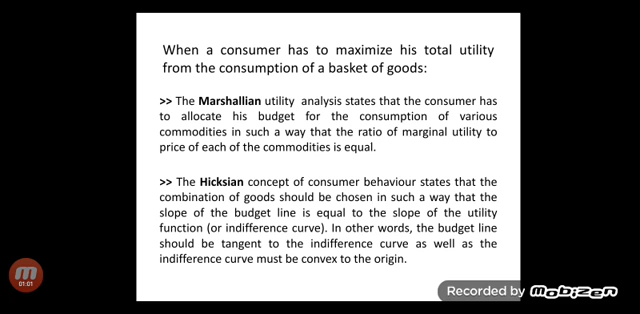 When a consumer has to maximize his total utility
from the consumption of a basket of goods:
>> The Marshallian utility analysis states that the consumer has
to allocate his budget for the consumption of various
commodities in such a way that the ratio of marginal utility to
price of each of the commodities is equal.
>> The Hicksian concept of consumer behaviour states that the
combination of goods should be chosen in such a way that the
slope of the budget line is equal to the slope of the utility
function (or indifference curve). In other words, the budget line
should be tangent to the indifference curve as well as the
indifference curve must be convex to the origin.
01:01
Recorded by mobizen